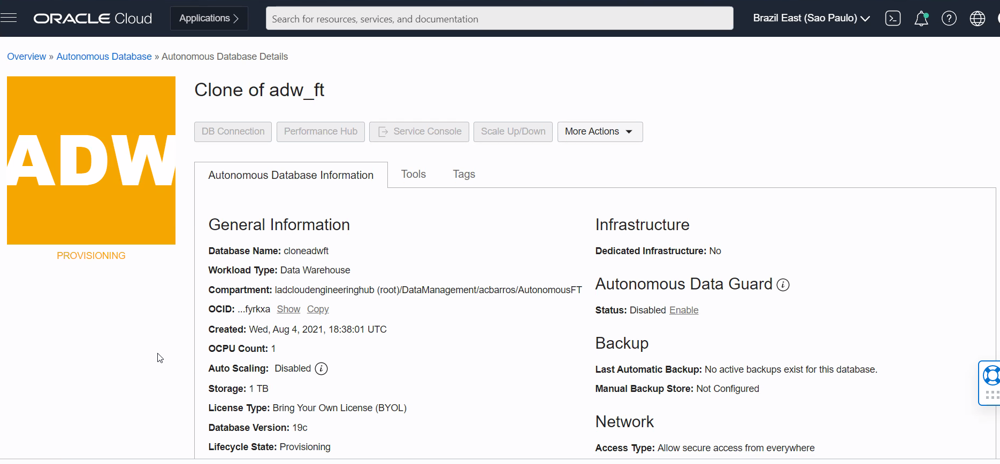 ORACLE Cloud
Applications >
Search for resources, services, and documentation
Brazil East (Sao Paulo)
Overview » Autonomous Database » Autonomous Database Details
ADW
PROVISIONING
Clone of adw_ft
DB Connection
Performance Hub
Service Console
Scale Up/Down
More Actions
Autonomous Database Information
Tools
Tags
General Information
Database Name: cloneadwft
Workload Type: Data Warehouse
Compartment: ladcloudengineeringhub (root)/DataManagement/acbarros/AutonomousFT
OCID: ...fyrkxa Show Copy
Created: Wed, Aug 4, 2021, 18:38:01 UTC
OCPU Count: 1
Auto Scaling: Disabled i
Storage: 1 TB
License Type: Bring Your Own License (BYOL)
Database Version: 19c
Lifecycle State: Provisioning
Infrastructure
Dedicated Infrastructure: No
Autonomous Data Guard i
Status: Disabled Enable
Backup
Last Automatic Backup: No active backups exist for this database.
Manual Backup Store: Not Configured
Network
Access Type: Allow secure access from everywhere